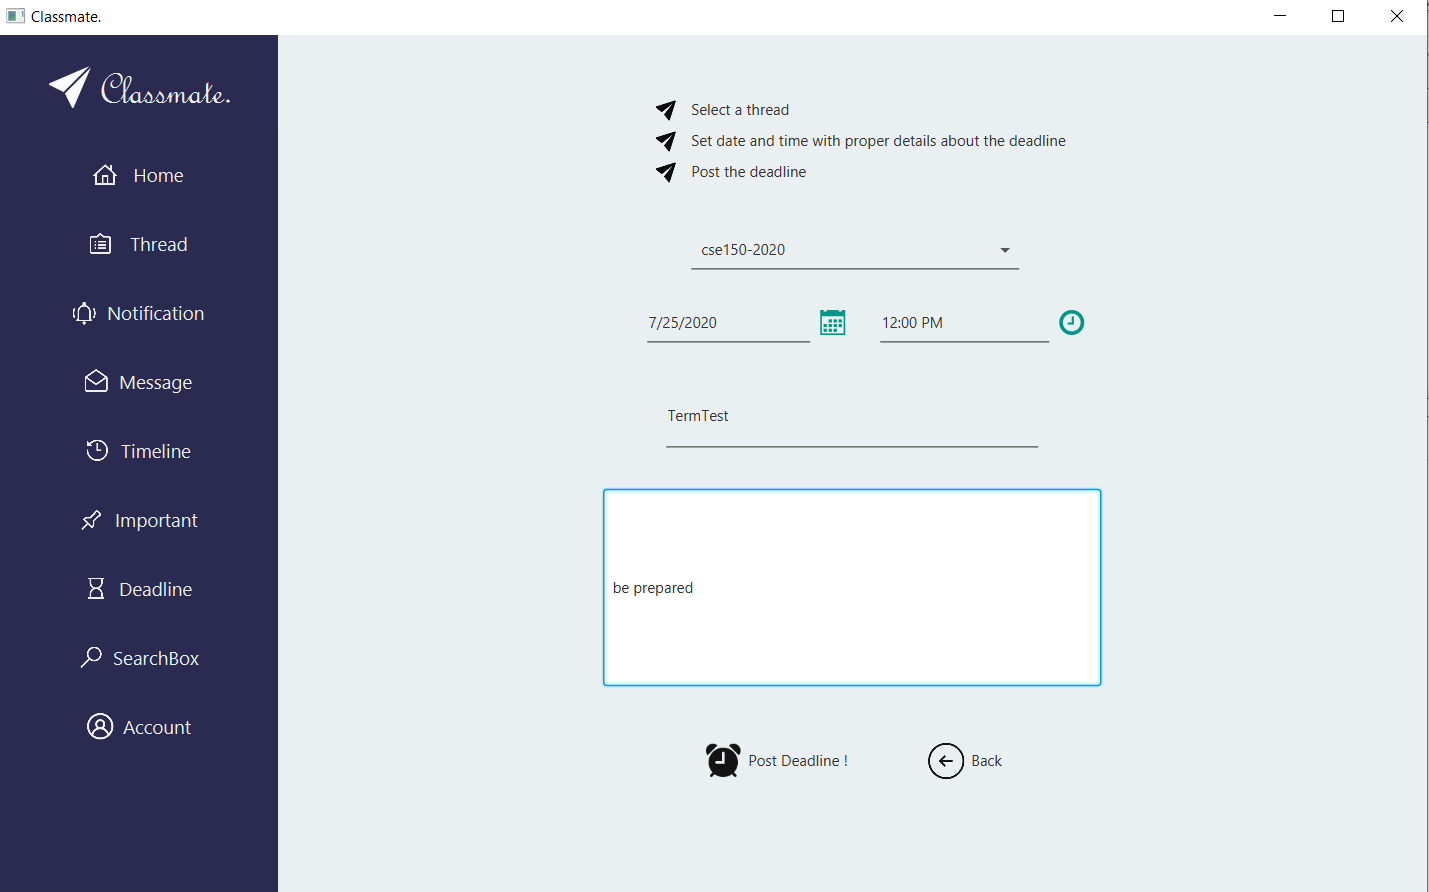 Classmate.
Classmate.
Home
Thread
Notification
Message
Timeline
Important
Deadline
SearchBox
Account
Select a thread
Set date and time with proper details about the deadline
Post the deadline
cse150-2020
7/25/2020 12:00 PM
TermTest
be prepared
Post Deadline ! Back